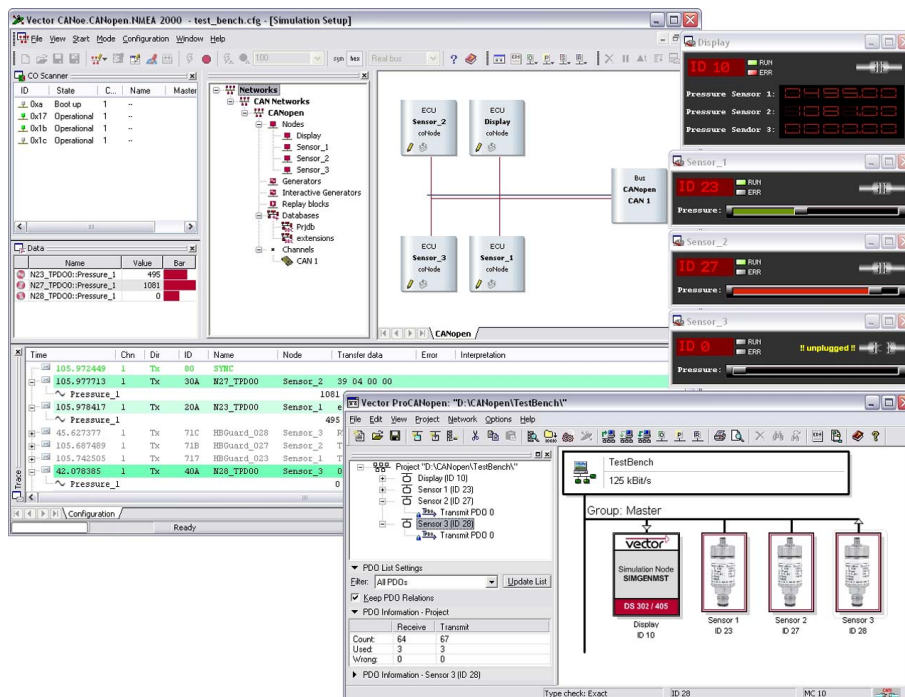 Vector CANoe.CANopen.NMEA 2000 - test_bench.cfg - [Simulation Setup]
File View Start Mode Configuration Window Help
100 sym hex Real bus
CO Scanner
ID State C... Name Master
0xa Boot up 1 --
0x17 Operational 1 --
0x1b Operational 1 --
0x1c Operational 1 --
Data
Name Value Bar
N23_TPDO0::Pressure_1 495
N27_TPDO0::Pressure_1 1081
N28_TPDO0::Pressure_1 0
Networks
CAN Networks
CANopen
Nodes
Display
Sensor_1
Sensor_2
Sensor_3
Generators
Interactive Generators
Replay blocks
Databases
Prjdb
extensions
Channels
CAN 1
ECU
Sensor_2
coNode
ECU
Display
coNode
Bus
CANopen
CAN 1
ECU
Sensor_3
coNode
ECU
Sensor_1
coNode
CANopen
Display
ID 10 RUN
ERR
Pressure Sensor 1: 0495.00
Pressure Sensor 2: 1081.00
Pressure Sendor 3: 0000.00
Sensor_1
ID 23 RUN
ERR
Pressure:
Sensor_2
ID 27 RUN
ERR
Pressure:
Sensor_3
ID 0 RUN
ERR
!! unplugged !!
Pressure:
Trace
Time Chn Dir ID Name Node Transfer data Error Interpretation
105.972449 1 Tx 80 SYNC
105.977713 1 Tx 30A N27_TPDO0 Sensor_2 39 04 00 00
Pressure_1 1081
105.978417 1 Tx 20A N23_TPDO0 Sensor_1
Pressure_1 495
45.627377 1 Tx 71C HBGuard_028 Sensor_3
105.687489 1 Tx 71B HBGuard_027 Sensor_2
105.742505 1 Tx 717 HBGuard_023 Sensor_1
42.078385 1 Tx 40A N28_TPDO0 Sensor_3 0
Pressure_1 0
Configuration
Ready
Vector ProCANopen: "D:\CANopen\TestBench\"
File Edit View Project Network Options Help
Project "D:\CANopen\TestBench\"
Display (ID 10)
Sensor 1 (ID 23)
Sensor 2 (ID 27)
Transmit PDO 0
Sensor 3 (ID 28)
Transmit PDO 0
PDO List Settings
Filter: All PDOs Update List
Keep PDO Relations
PDO Information - Project
Receive Transmit
Count: 64 67
Used: 3 3
Wrong: 0 0
PDO Information - Sensor 3 (ID 28)
TestBench
125 kBit/s
Group: Master
vector
Simulation Node
SIMGENMST
DS 302 / 405
Display
ID 10
Sensor 1
ID 23
Sensor 2
ID 27
Sensor 3
ID 28
Type check: Exact ID 28 MC 10